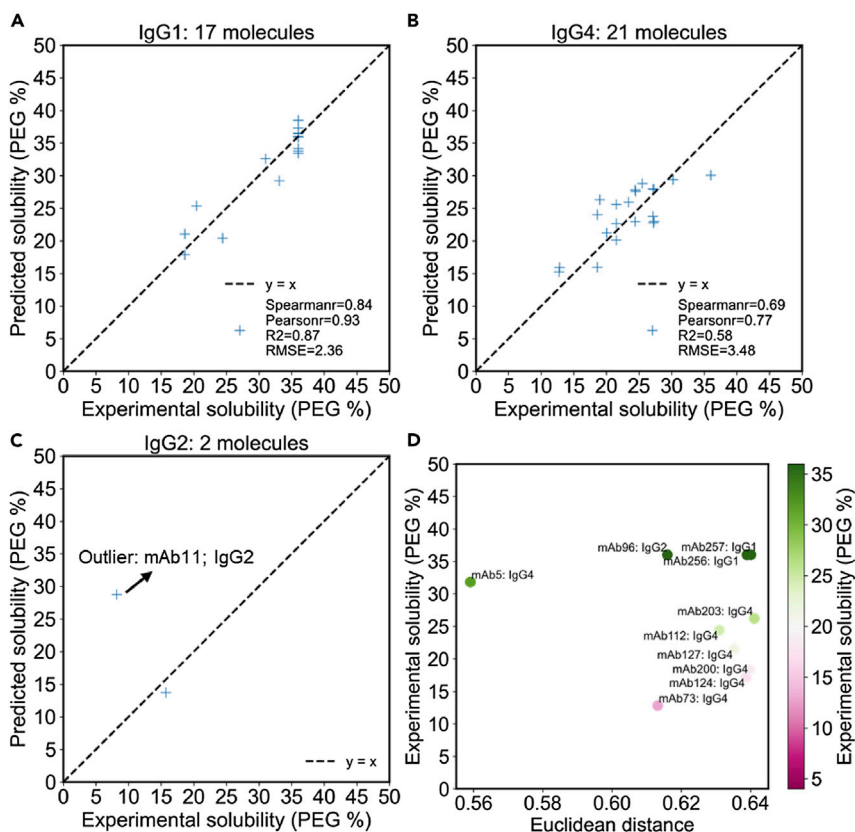 A
IgG1: 17 molecules
50
45
40
35
30
25
20
15
10
5
0
Predicted solubility (PEG %)
y = x
Spearmanr=0.84
Pearsonr=0.93
R2=0.87
RMSE=2.36
0 5 10 15 20 25 30 35 40 45 50
Experimental solubility (PEG %)
B
IgG4: 21 molecules
50
45
40
35
30
25
20
15
10
5
0
Predicted solubility (PEG %)
y = x
Spearmanr=0.69
Pearsonr=0.77
R2=0.58
RMSE=3.48
0 5 10 15 20 25 30 35 40 45 50
Experimental solubility (PEG %)
C
IgG2: 2 molecules
50
45
40
35
30
25
20
15
10
5
0
Predicted solubility (PEG %)
Outlier: mAb11; IgG2
y = x
0 5 10 15 20 25 30 35 40 45 50
Experimental solubility (PEG %)
D
50
45
40
35
30
25
20
15
10
5
0
Experimental solubility (PEG %)
mAb96: IgG2
mAb257: IgG1
mAb256: IgG1
mAb5: IgG4
mAb203: IgG4
mAb112: IgG4
mAb127: IgG4
mAb200: IgG4
mAb124: IgG4
mAb73: IgG4
0.56 0.58 0.60 0.62 0.64
Euclidean distance
35
30
25
20
15
10
5
Experimental solubility (PEG %)